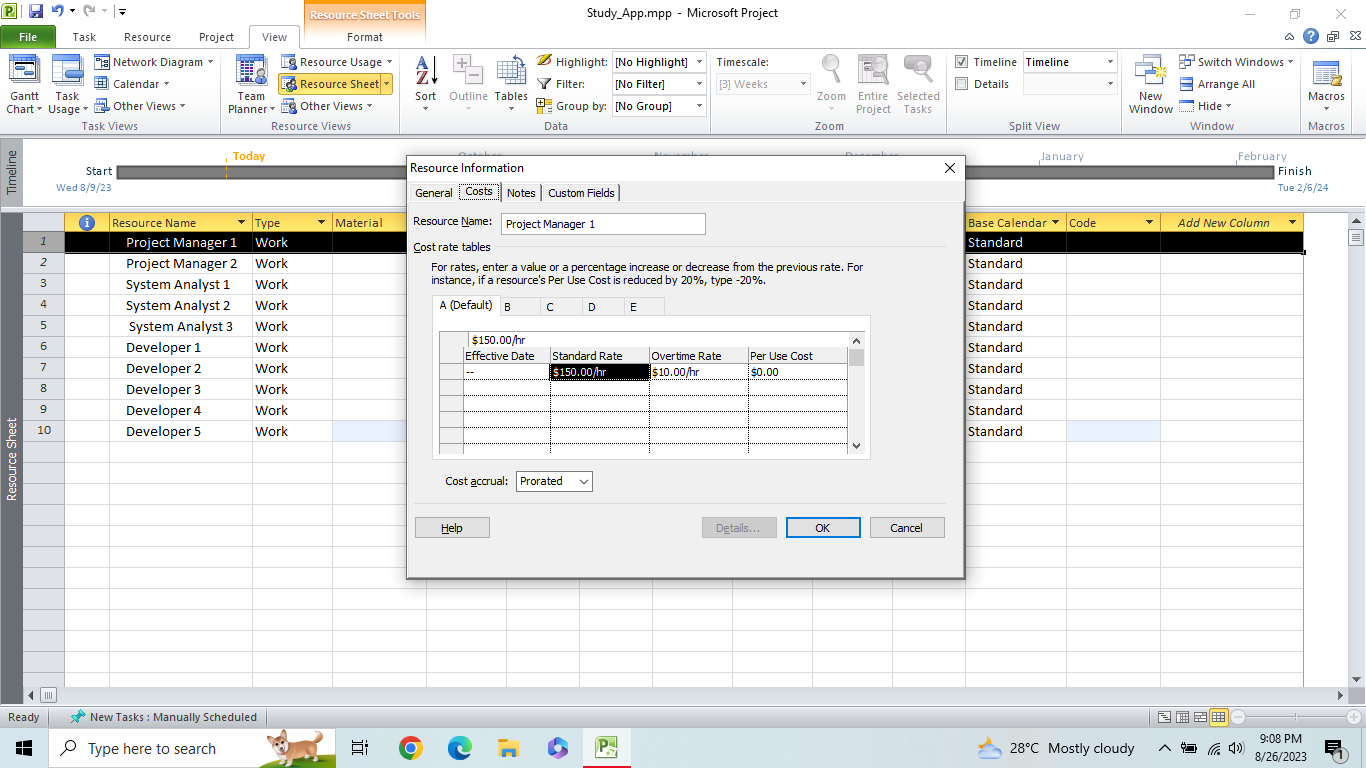 Study_App.mpp - Microsoft Project
Resource Sheet Tools
File Task Resource Project View Format
Gantt Chart
Task Usage
Network Diagram
Calendar
Other Views
Task Views
Team Planner
Resource Usage
Resource Sheet
Other Views
Resource Views
Sort
Outline
Tables
Highlight: [No Highlight]
Filter: [No Filter]
Group by: [No Group]
Data
Timescale:
[3] Weeks
Zoom
Entire Project
Selected Tasks
Zoom
Timeline Timeline
Details
Split View
New Window
Switch Windows
Arrange All
Hide
Window
Macros
Macros
Timeline
Today
October November December January February
Start
Wed 8/9/23
Finish
Tue 2/6/24
Resource Sheet
Resource Name Type Material Base Calendar Code Add New Column
1 Project Manager 1 Work Standard
2 Project Manager 2 Work Standard
3 System Analyst 1 Work Standard
4 System Analyst 2 Work Standard
5 System Analyst 3 Work Standard
6 Developer 1 Work Standard
7 Developer 2 Work Standard
8 Developer 3 Work Standard
9 Developer 4 Work Standard
10 Developer 5 Work Standard
Resource Information
General Costs Notes Custom Fields
Resource Name: Project Manager 1
Cost rate tables
For rates, enter a value or a percentage increase or decrease from the previous rate. For
instance, if a resource's Per Use Cost is reduced by 20%, type -20%.
A (Default) B C D E
$150.00/hr
Effective Date Standard Rate Overtime Rate Per Use Cost
-- $150.00/hr $10.00/hr $0.00
Cost accrual: Prorated
Help Details... OK Cancel
Ready New Tasks : Manually Scheduled
Type here to search
28°C Mostly cloudy
9:08 PM
8/26/2023
1